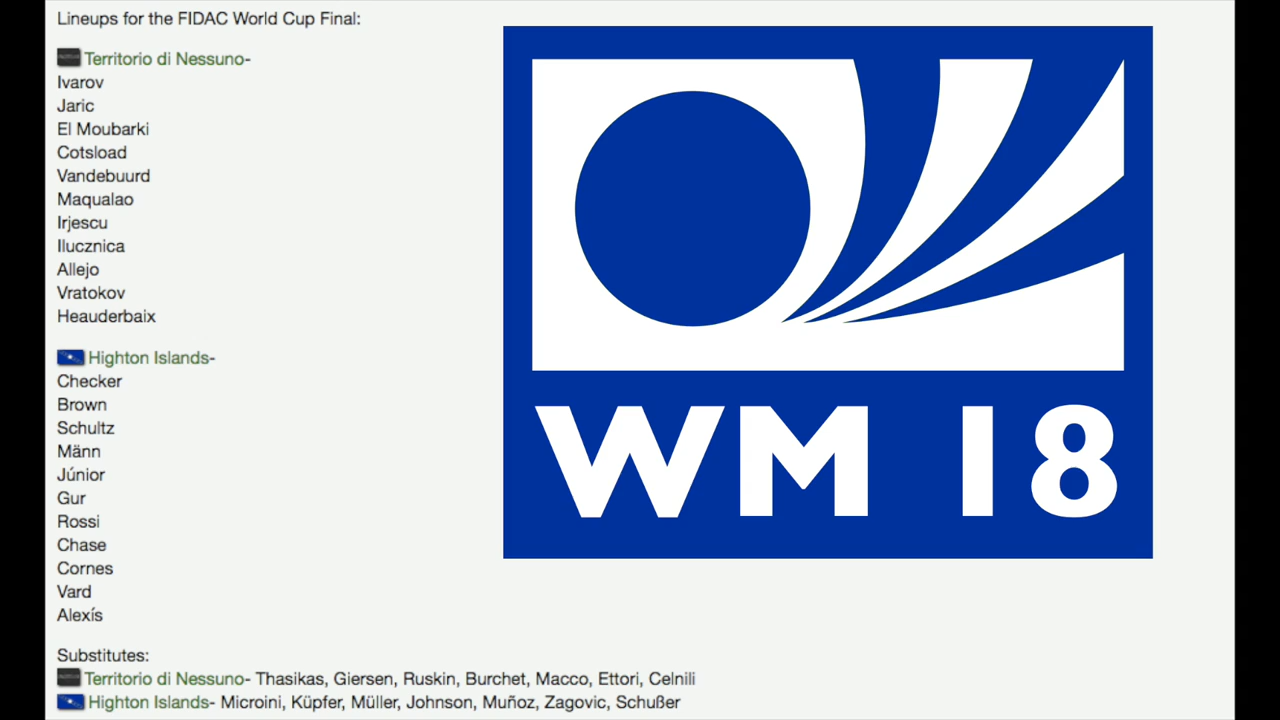 Lineups for the FIDAC World Cup Final:
Territorio di Nessuno-
Ivarov
Jaric
El Moubarki
Cotsload
Vandebuurd
Maqualao
Irjescu
Ilucznica
Allejo
Vratokov
Heauderbaix
Highton Islands-
Checker
Brown
Schultz
Männ
Júnior
Gur
Rossi
Chase
Cornes
Vard
Alexís
Substitutes:
Territorio di Nessuno- Thasikas, Giersen, Ruskin, Burchet, Macco, Ettori, Celnili
Highton Islands- Microini, Küpfer, Müller, Johnson, Muñoz, Zagovic, Schußer
WM 18